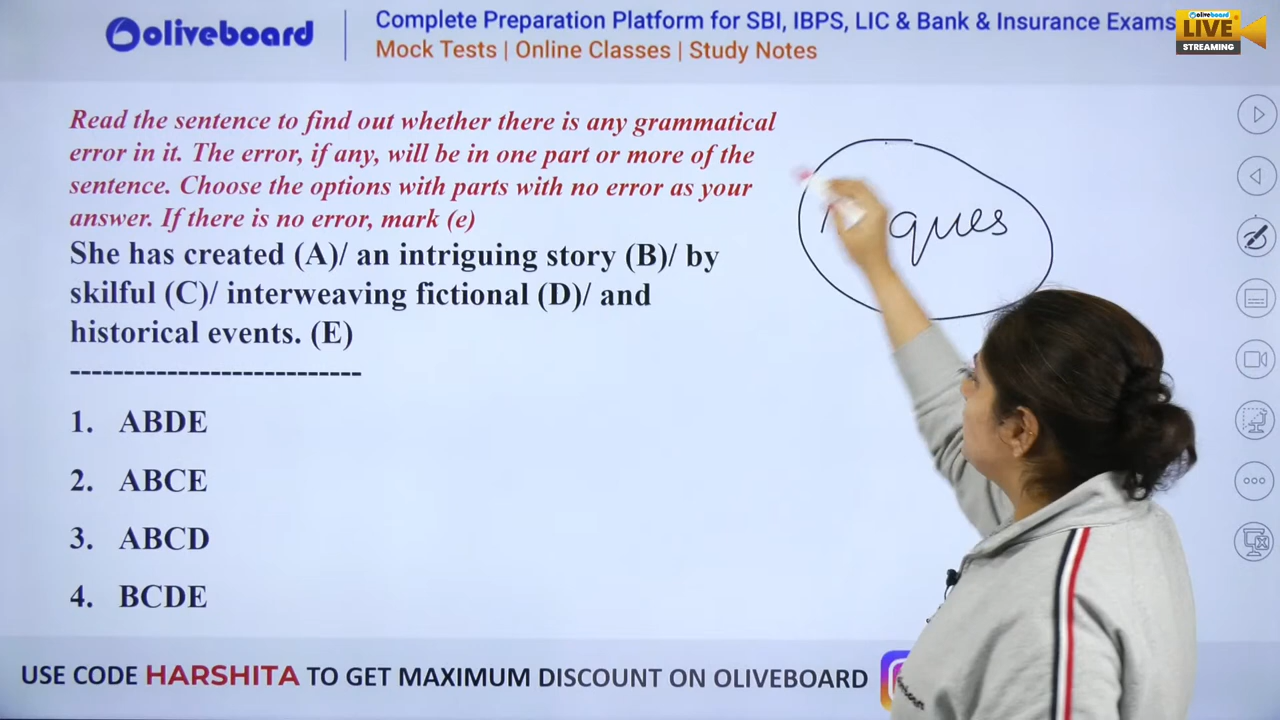 oliveboard
Complete Preparation Platform for SBI, IBPS, LIC & Bank & Insurance Exams
Mock Tests | Online Classes | Study Notes
oliveboard
LIVE
STREAMING
Read the sentence to find out whether there is any grammatical
error in it. The error, if any, will be in one part or more of the
sentence. Choose the options with parts with no error as your
answer. If there is no error, mark (e)
She has created (A)/ an intriguing story (B)/ by
skilful (C)/ interweaving fictional (D)/ and
historical events. (E)
--------------------------
1. ABDE
2. ABCE
3. ABCD
4. BCDE
ques
USE CODE HARSHITA TO GET MAXIMUM DISCOUNT ON OLIVEBOARD